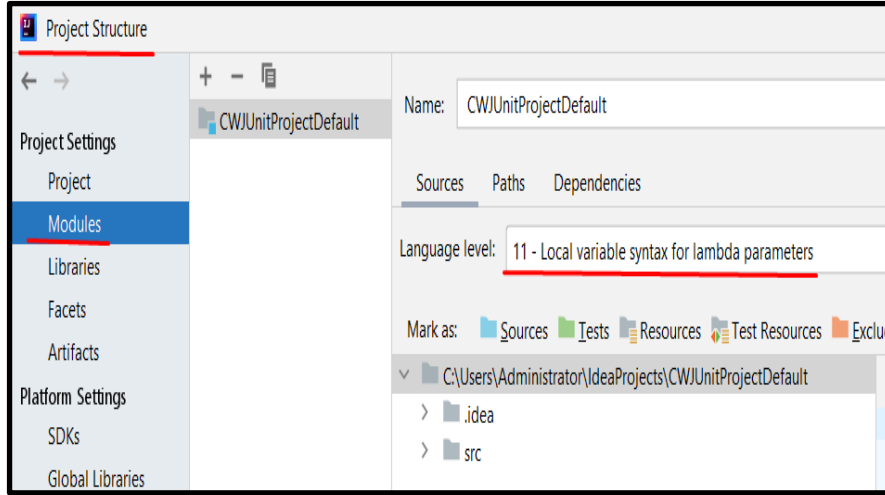 Project Structure
Project Settings
Project
Modules
Libraries
Facets
Artifacts
Platform Settings
SDKs
Global Libraries
CWJUnitProjectDefault
Name: CWJUnitProjectDefault
Sources Paths Dependencies
Language level: 11 - Local variable syntax for lambda parameters
Mark as: Sources Tests Resources Test Resources Exclu
C:\Users\Administrator\IdeaProjects\CWJUnitProjectDefault
.idea
src